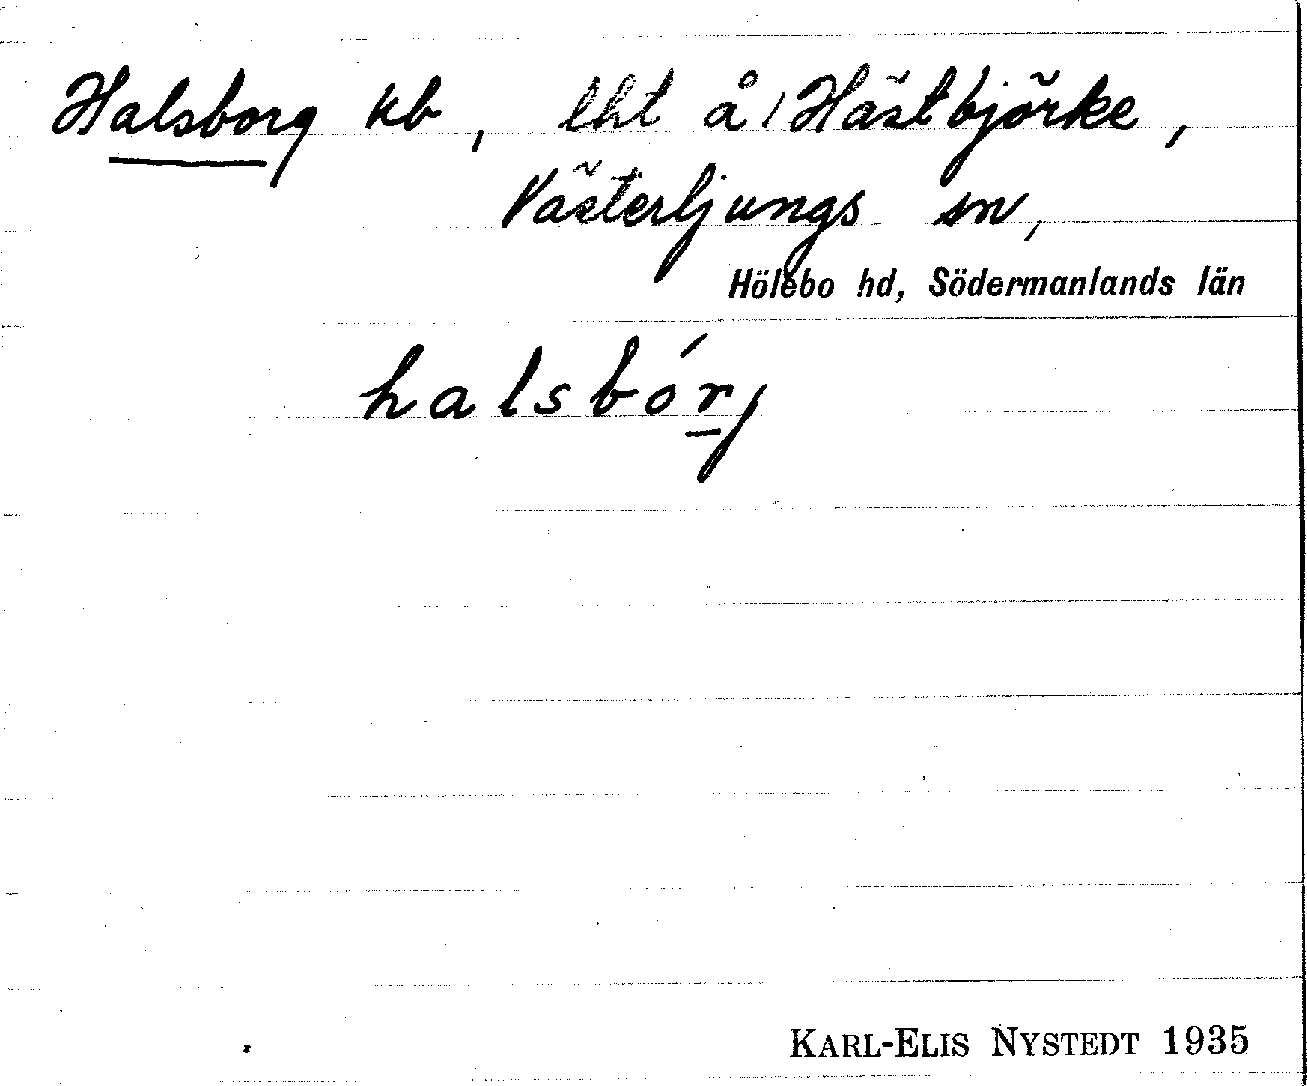 Halsborg kb, lht å Hästbjörke,
Västerljungs sn,
Hölebo hd, Södermanlands län
halsbórj
KARL-ELIS NYSTEDT 1935